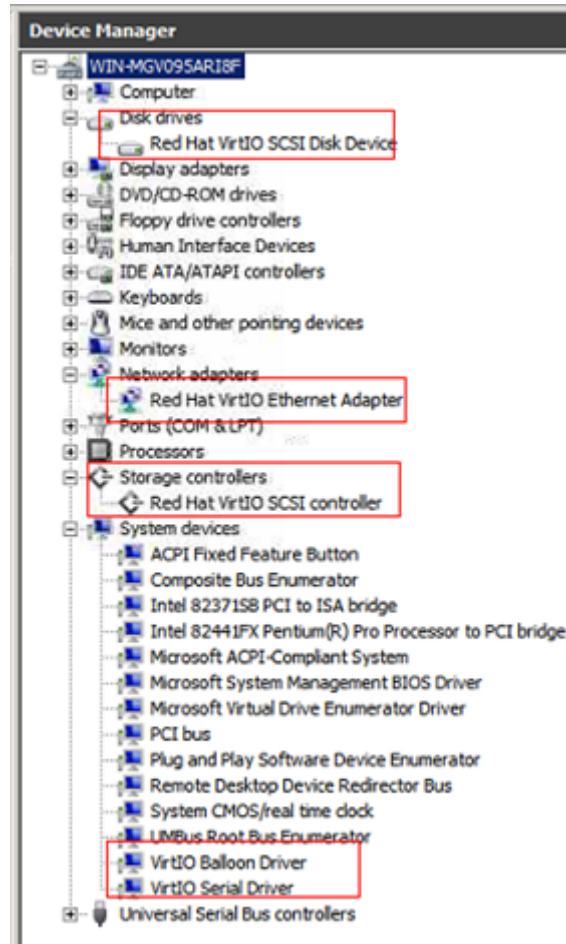 Device Manager
WIN-MGV095ARI8F
Computer
Disk drives
Red Hat VirtIO SCSI Disk Device
Display adapters
DVD/CD-ROM drives
Floppy drive controllers
Human Interface Devices
IDE ATA/ATAPI controllers
Keyboards
Mice and other pointing devices
Monitors
Network adapters
Red Hat VirtIO Ethernet Adapter
Ports (COM & LPT)
Processors
Storage controllers
Red Hat VirtIO SCSI controller
System devices
ACPI Fixed Feature Button
Composite Bus Enumerator
Intel 82371SB PCI to ISA bridge
Intel 82441FX Pentium(R) Pro Processor to PCI bridge
Microsoft ACPI-Compliant System
Microsoft System Management BIOS Driver
Microsoft Virtual Drive Enumerator Driver
PCI bus
Plug and Play Software Device Enumerator
Remote Desktop Device Redirector Bus
System CMOS/real time clock
UMBus Root Bus Enumerator
VirtIO Balloon Driver
VirtIO Serial Driver
Universal Serial Bus controllers